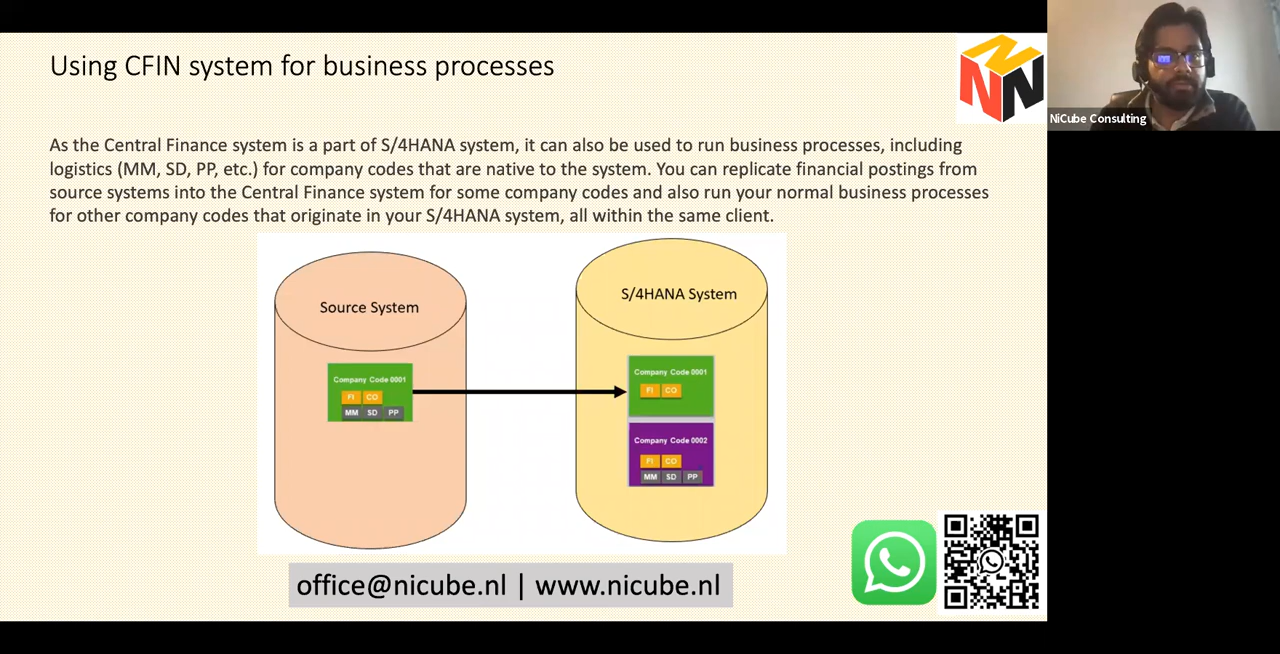 Using CFIN system for business processes
NiCube Consulting
As the Central Finance system is a part of S/4HANA system, it can also be used to run business processes, including
logistics (MM, SD, PP, etc.) for company codes that are native to the system. You can replicate financial postings from
source systems into the Central Finance system for some company codes and also run your normal business processes
for other company codes that originate in your S/4HANA system, all within the same client.
Source System
S/4HANA System
Company Code 0001
FI CO
MM SD PP
Company Code 0001
FI CO
Company Code 0002
FI CO
MM SD PP
office@nicube.nl | www.nicube.nl